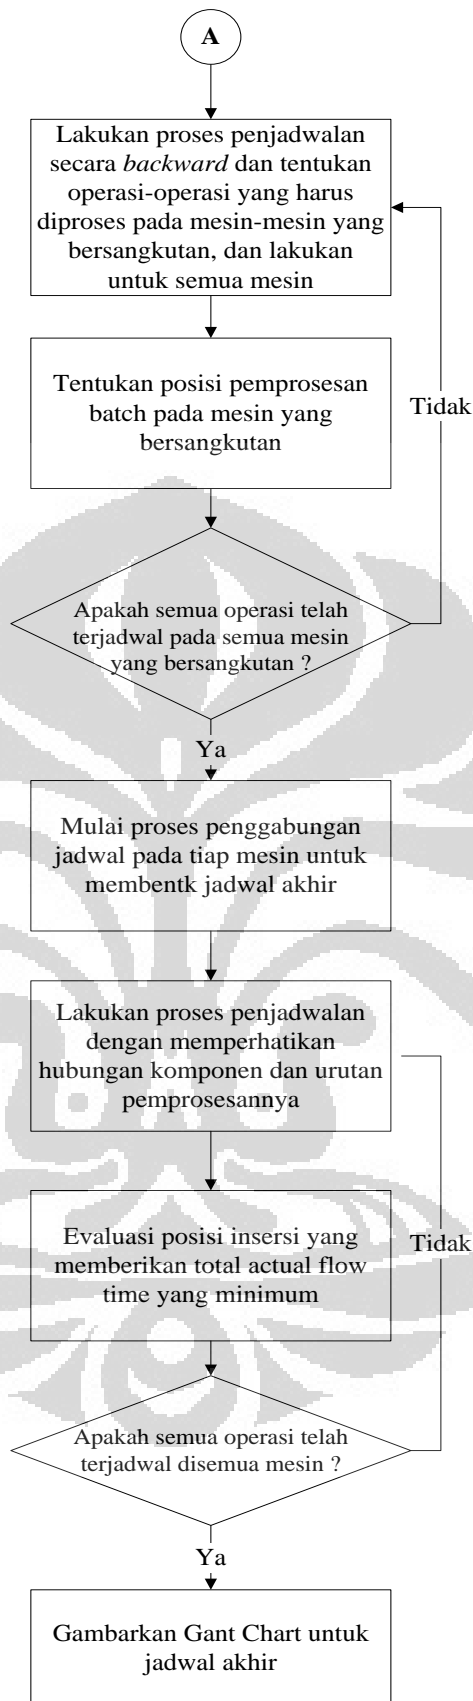 A
Lakukan proses penjadwalan
secara backward dan tentukan
operasi-operasi yang harus
diproses pada mesin-mesin yang
bersangkutan, dan lakukan
untuk semua mesin
Tentukan posisi pemprosesan
batch pada mesin yang
bersangkutan
Tidak
Apakah semua operasi telah
terjadwal pada semua mesin
yang bersangkutan ?
Ya
Mulai proses penggabungan
jadwal pada tiap mesin untuk
membentk jadwal akhir
Lakukan proses penjadwalan
dengan memperhatikan
hubungan komponen dan urutan
pemprosesannya
Evaluasi posisi insersi yang
memberikan total actual flow
time yang minimum
Tidak
Apakah semua operasi telah
terjadwal disemua mesin ?
Ya
Gambarkan Gant Chart untuk
jadwal akhir